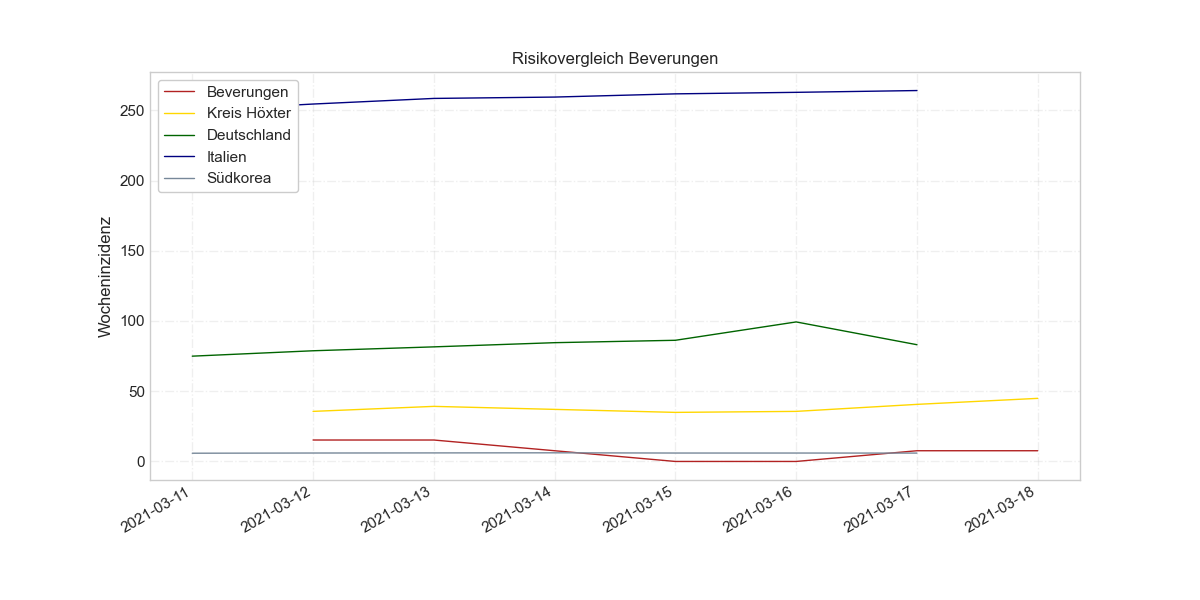 Risikovergleich Beverungen
Beverungen
Kreis Höxter
Deutschland
Italien
Südkorea
Wocheninzidenz
250
200
150
100
50
0
2021-03-11
2021-03-12
2021-03-13
2021-03-14
2021-03-15
2021-03-16
2021-03-17
2021-03-18